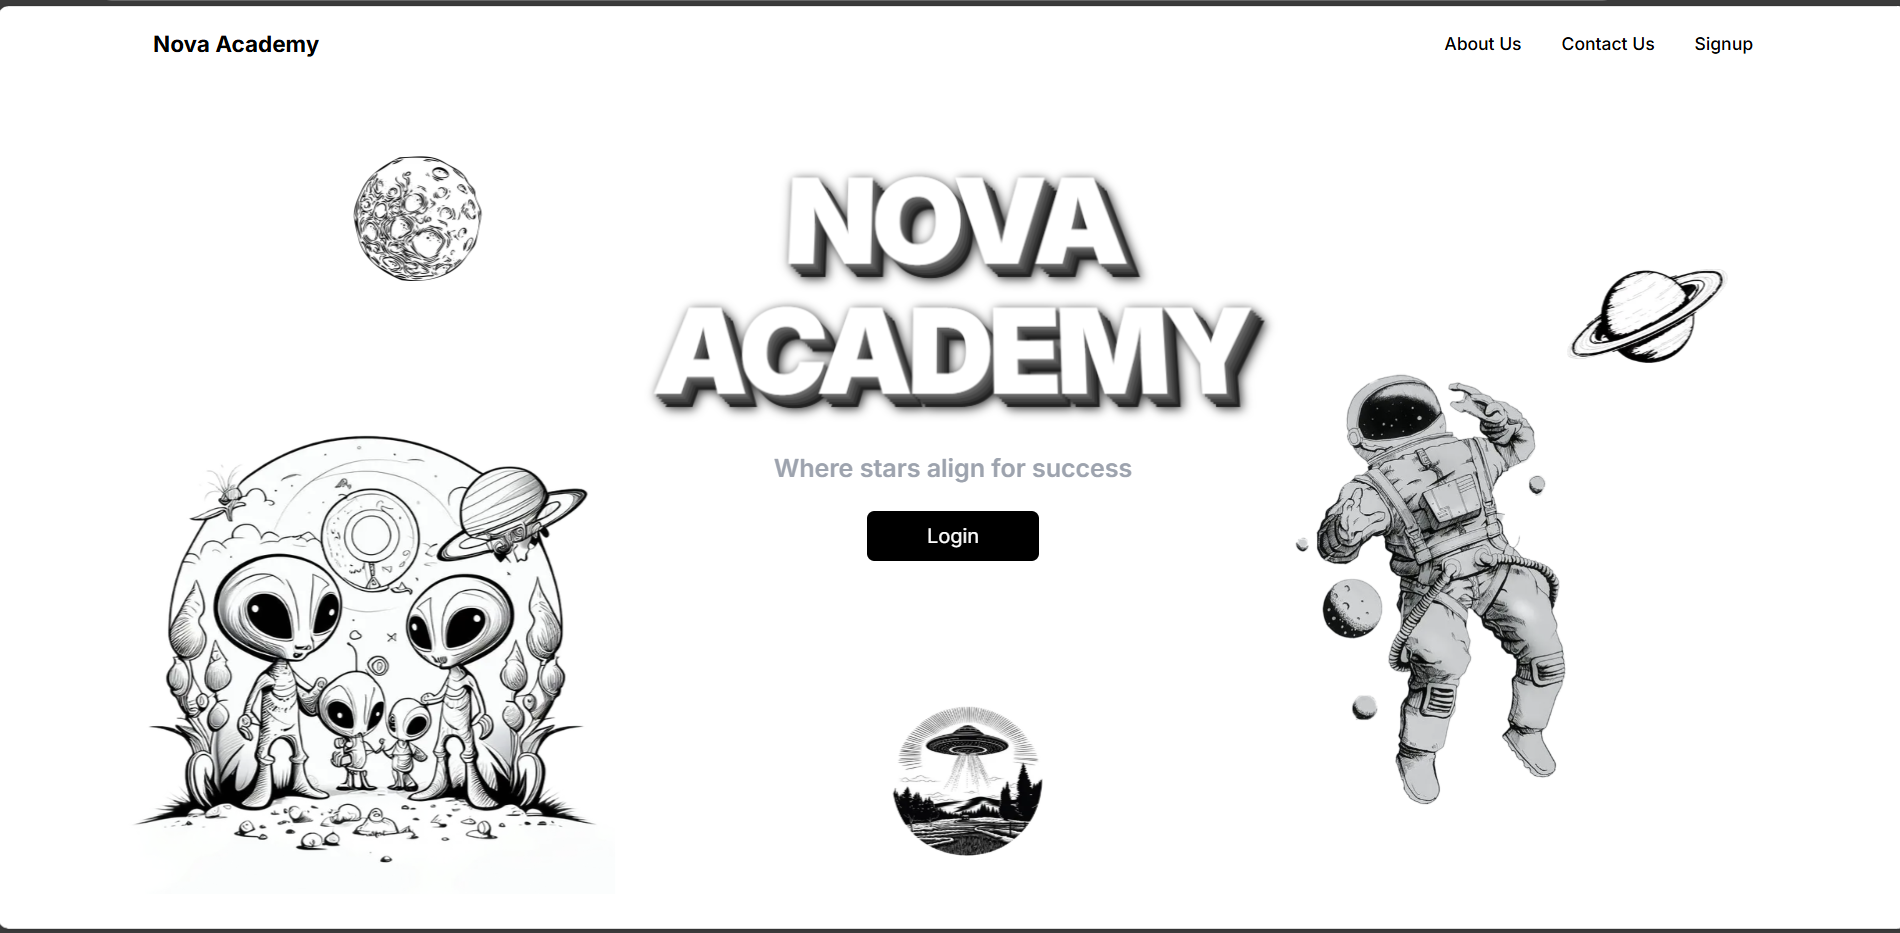 Nova Academy
About Us
Contact Us
Signup
NOVA
ACADEMY
Where stars align for success
Login